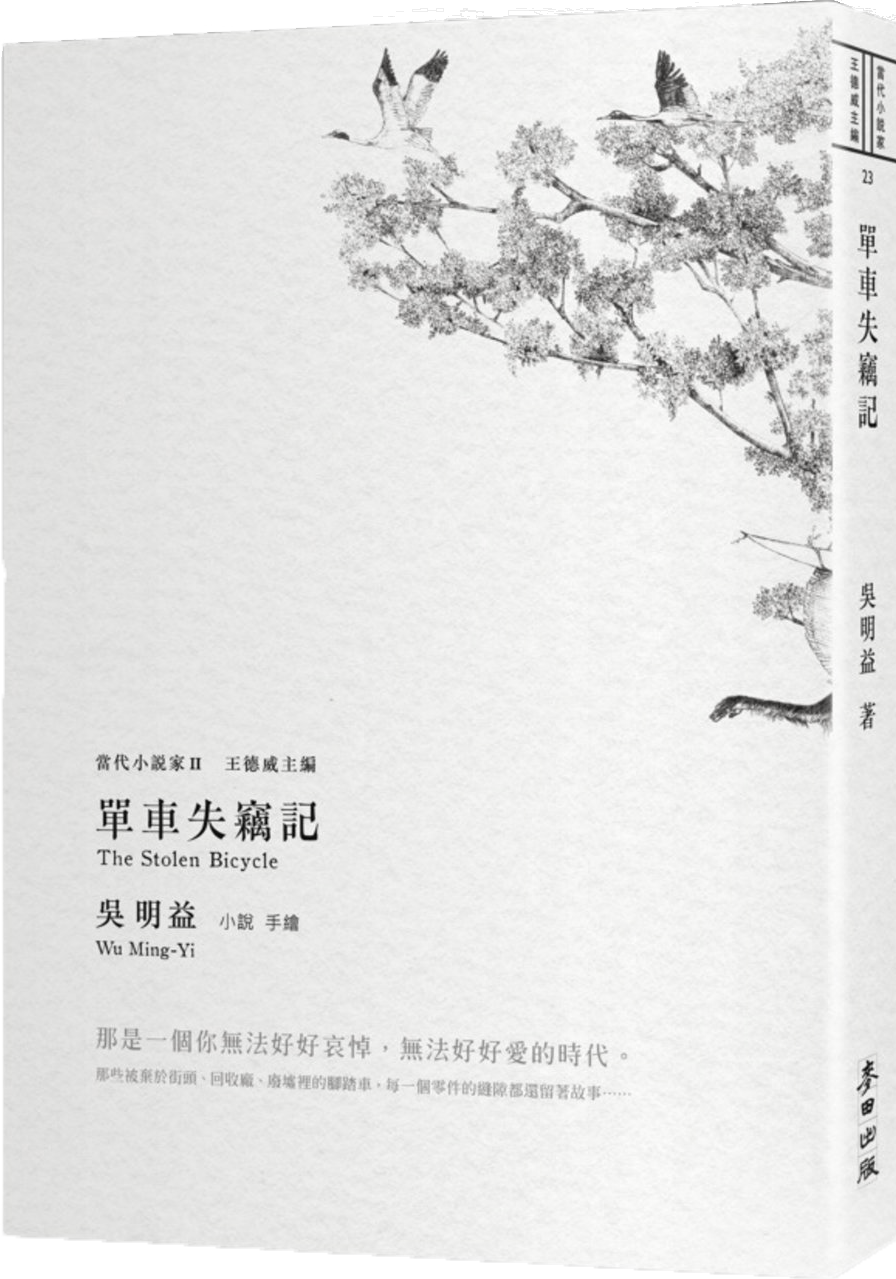 當代小說家II 王德威主編
單車失竊記
The Stolen Bicycle
吳明益 小說 手繪
Wu Ming-Yi
那是一個你無法好好哀悼，無法好好愛的時代。
那些被棄於街頭、回收廠、廢墟裡的腳踏車，每一個零件的縫隙都還留著故事……
當代小說家
王德威主編
23
單車失竊記
吳明益 著
麥田出版